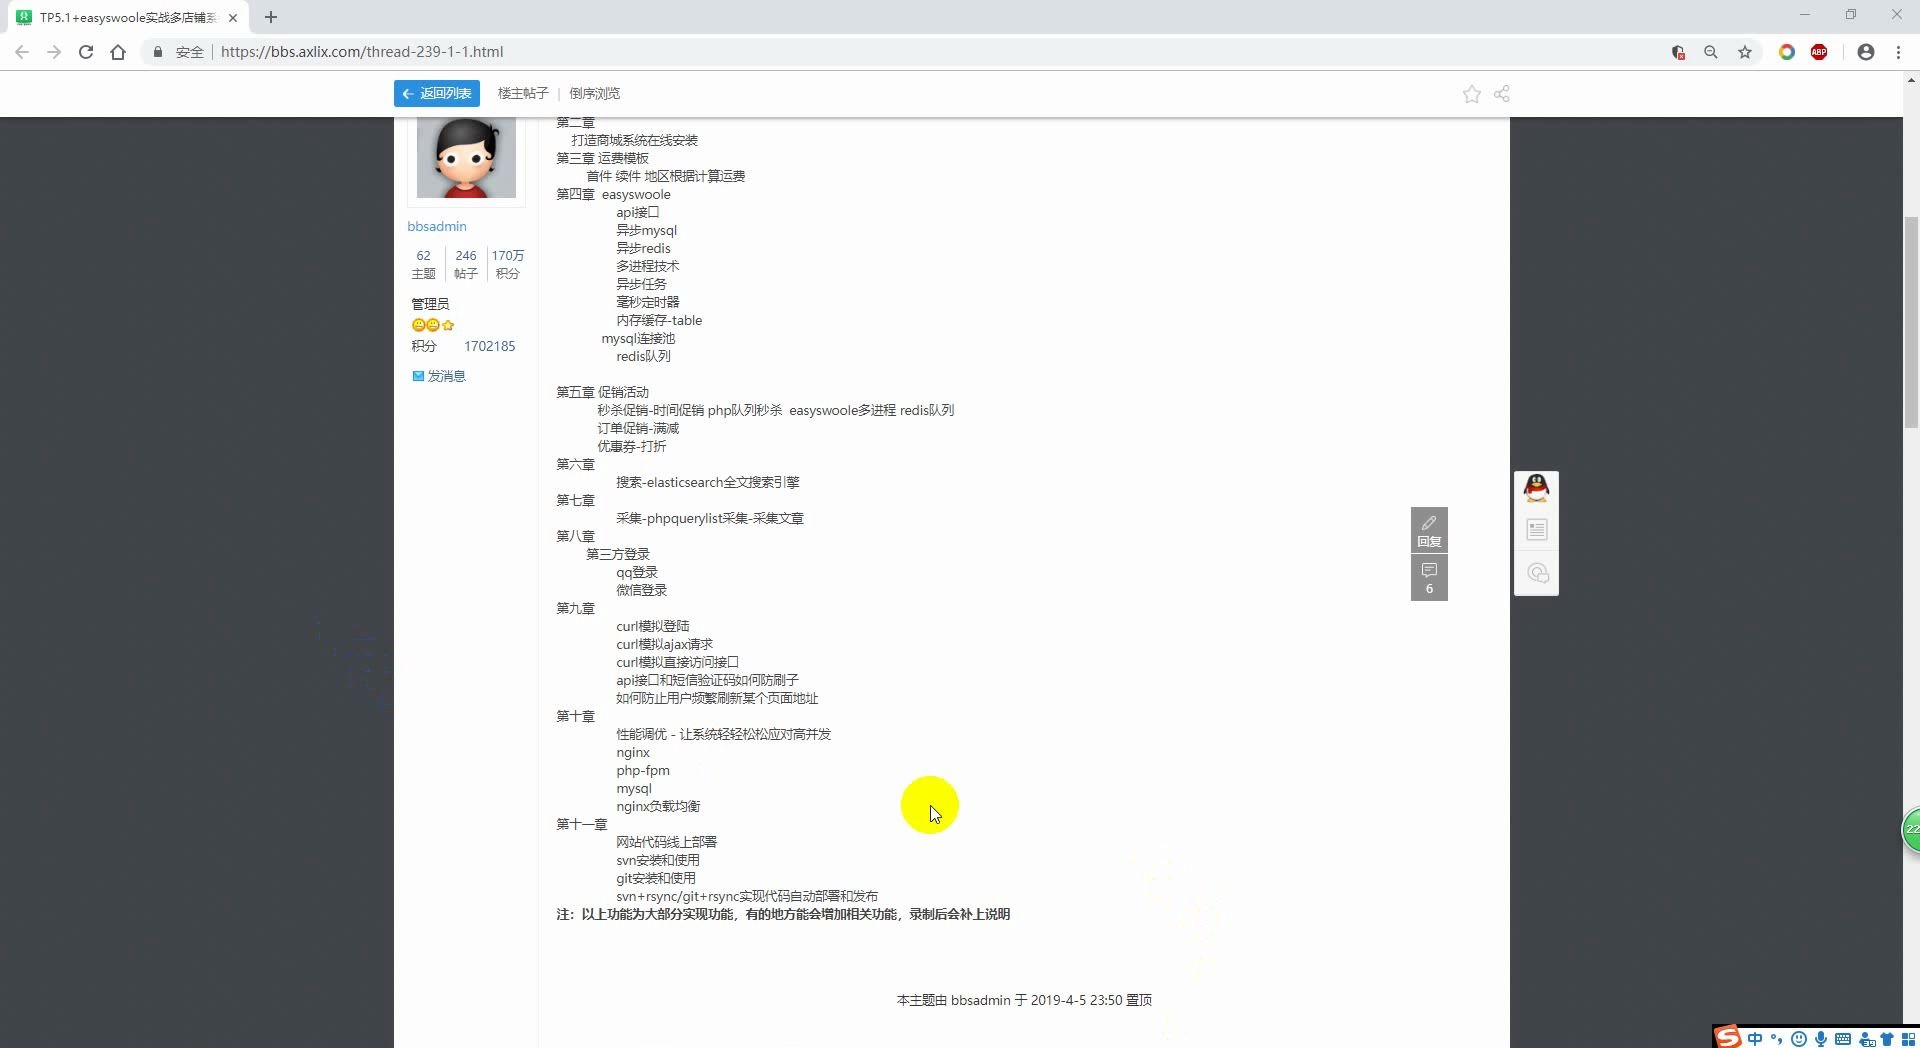 TP5.1+easyswoole实战多店铺系
安全
https://bbs.axlix.com/thread-239-1-1.html
ABP
返回列表
楼主帖子 | 倒序浏览
bbsadmin
62 246 170万
主题 帖子 积分
管理员
积分 1702185
发消息
第二章
打造商城系统在线安装
第三章 运费模板
首件 续件 地区根据计算运费
第四章 easyswoole
api接口
异步mysql
异步redis
多进程技术
异步任务
毫秒定时器
内存缓存-table
mysql连接池
redis队列
第五章 促销活动
秒杀促销-时间促销 php队列秒杀 easyswoole多进程 redis队列
订单促销-满减
优惠券-打折
第六章
搜索-elasticsearch全文搜索引擎
第七章
采集-phpquerylist采集-采集文章
第八章
第三方登录
qq登录
微信登录
第九章
curl模拟登陆
curl模拟ajax请求
curl模拟直接访问接口
api接口和短信验证码如何防刷子
如何防止用户频繁刷新某个页面地址
第十章
性能调优 - 让系统轻轻松松应对高并发
nginx
php-fpm
mysql
nginx负载均衡
第十一章
网站代码线上部署
svn安装和使用
git安装和使用
svn+rsync/git+rsync实现代码自动部署和发布
注：以上功能为大部分实现功能，有的地方能会增加相关功能，录制后会补上说明
本主题由 bbsadmin 于 2019-4-5 23:50 置顶
回复
6
22
中